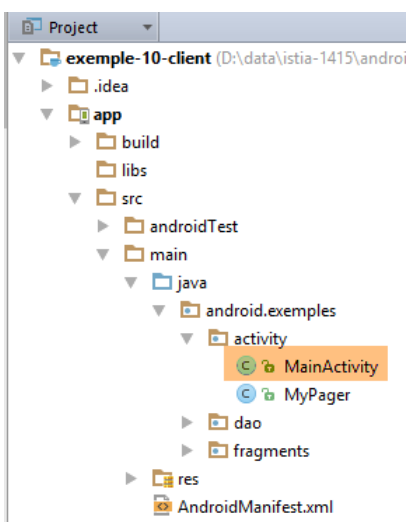 Project
exemple-10-client (D:\data\istia-1415\androi
.idea
app
build
libs
src
androidTest
main
java
android.exemples
activity
MainActivity
MyPager
dao
fragments
res
AndroidManifest.xml